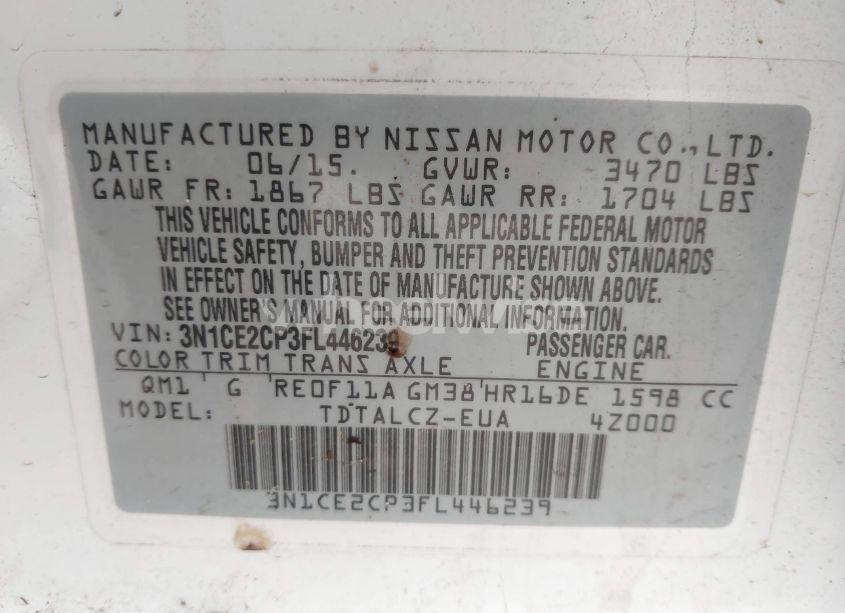 MANUFACTURED BY NISSAN MOTOR CO., LTD.
DATE: 06/15. GVWR: 3470 LBS
GAWR FR: 1867 LBS GAWR RR: 1704 LBS
THIS VEHICLE CONFORMS TO ALL APPLICABLE FEDERAL MOTOR
VEHICLE SAFETY, BUMPER AND THEFT PREVENTION STANDARDS
IN EFFECT ON THE DATE OF MANUFACTURE SHOWN ABOVE.
SEE OWNER'S MANUAL FOR ADDITIONAL INFORMATION.
VIN: 3N1CE2CP3FL446239 PASSENGER CAR.
COLOR TRIM TRANS AXLE ENGINE
QM1 G RE0F11A GM38 HR16DE 1598 CC
MODEL: TDTALCZ-EUA 4Z000
3N1CE2CP3FL446239